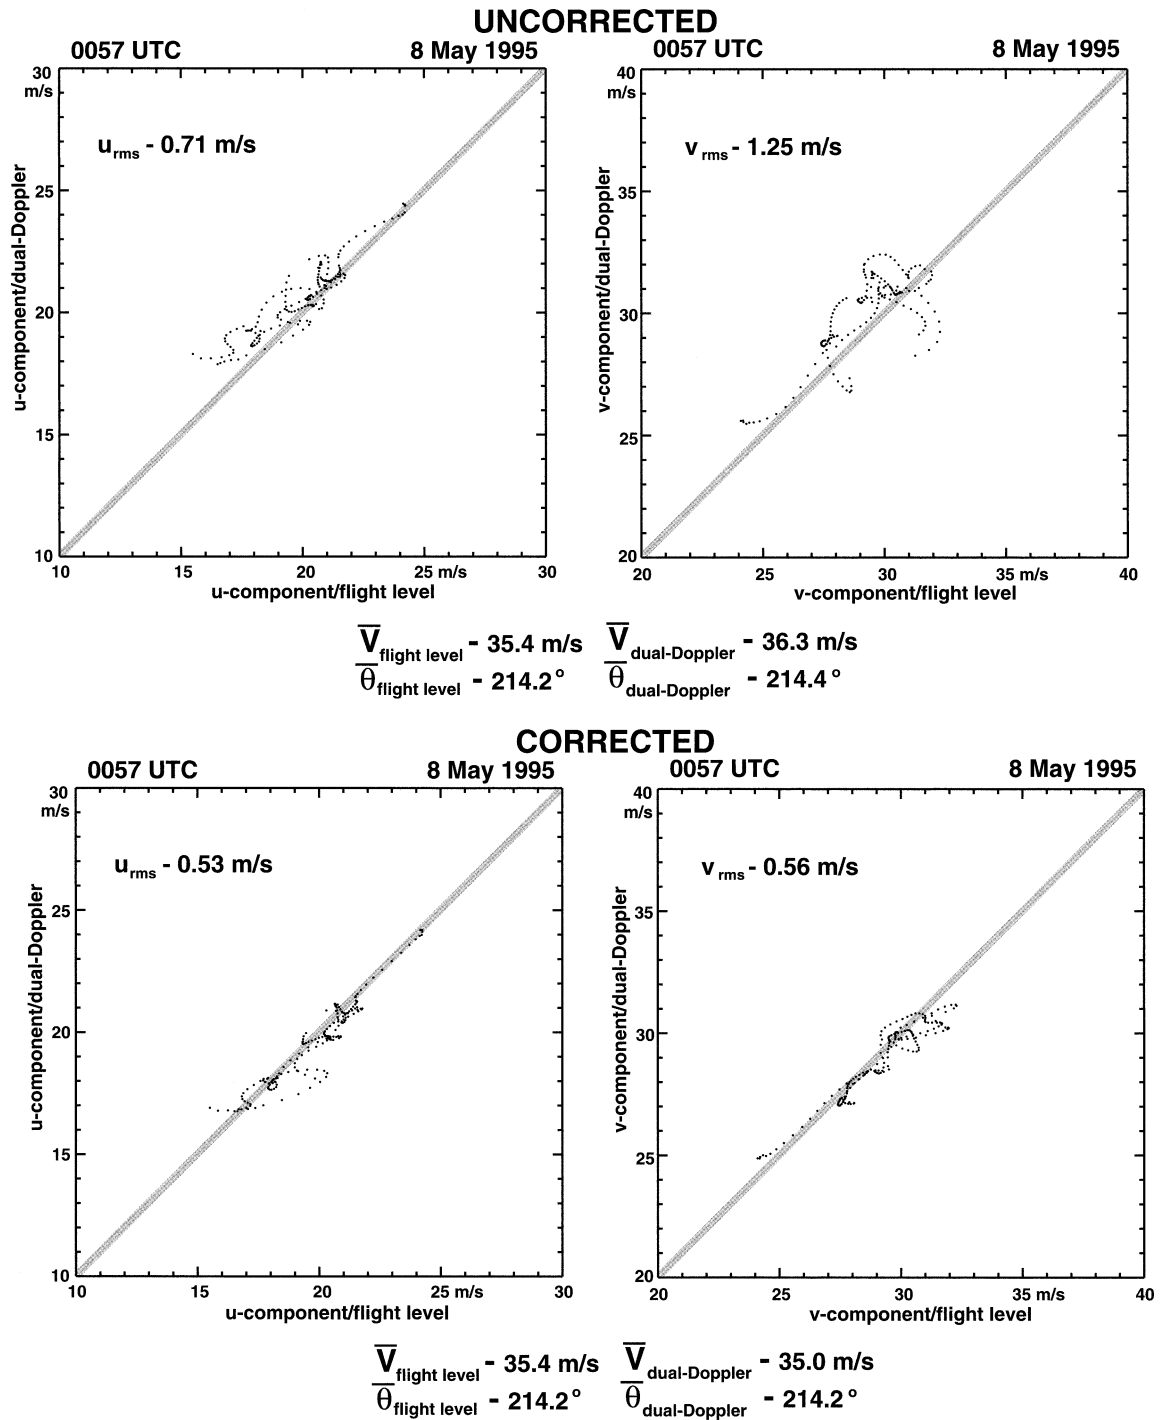 UNCORRECTED
0057 UTC 8 May 1995 0057 UTC 8 May 1995
30 40
m/s m/s
u rms - 0.71 m/s v rms - 1.25 m/s
25 35
u-component/dual-Doppler v-component/dual-Doppler
20 30
15 25
10 20
10 15 20 25 m/s 30 20 25 30 35 m/s 40
u-component/flight level v-component/flight level
V̅ flight level - 35.4 m/s V̅ dual-Doppler - 36.3 m/s
θ̅ flight level - 214.2° θ̅ dual-Doppler - 214.4°
CORRECTED
0057 UTC 8 May 1995 0057 UTC 8 May 1995
30 40
m/s m/s
u rms - 0.53 m/s v rms - 0.56 m/s
25 35
u-component/dual-Doppler v-component/dual-Doppler
20 30
15 25
10 20
10 15 20 25 m/s 30 20 25 30 35 m/s 40
u-component/flight level v-component/flight level
V̅ flight level - 35.4 m/s V̅ dual-Doppler - 35.0 m/s
θ̅ flight level - 214.2° θ̅ dual-Doppler - 214.2°